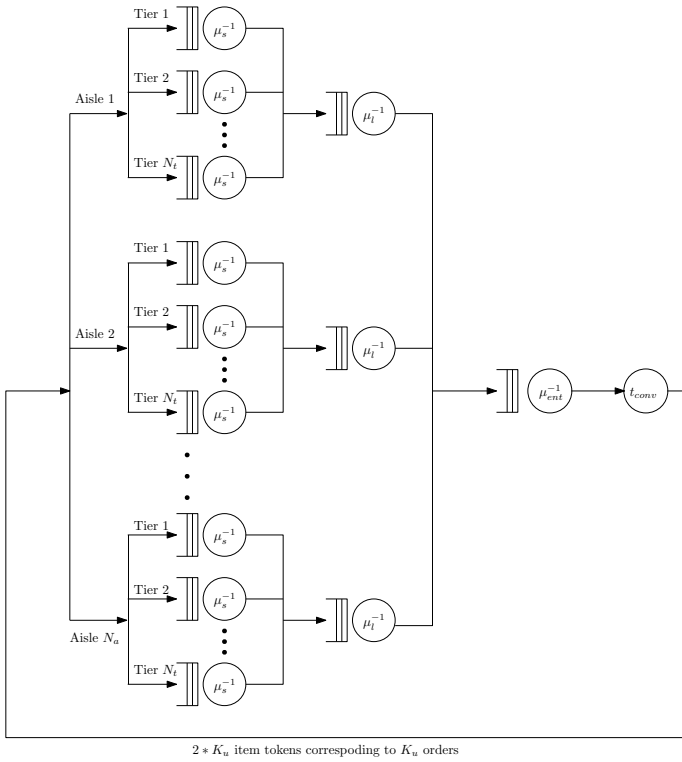 Tier 1
μ_s^{-1}
Tier 2
μ_s^{-1}
Aisle 1
μ_l^{-1}
Tier N_t
μ_s^{-1}
Tier 1
μ_s^{-1}
Tier 2
μ_s^{-1}
Aisle 2
μ_l^{-1}
Tier N_t
μ_s^{-1}
μ_{ent}^{-1}
t_{conv}
Tier 1
μ_s^{-1}
Tier 2
μ_s^{-1}
Aisle N_a
μ_l^{-1}
Tier N_t
μ_s^{-1}
2 * K_u item tokens correspoding to K_u orders